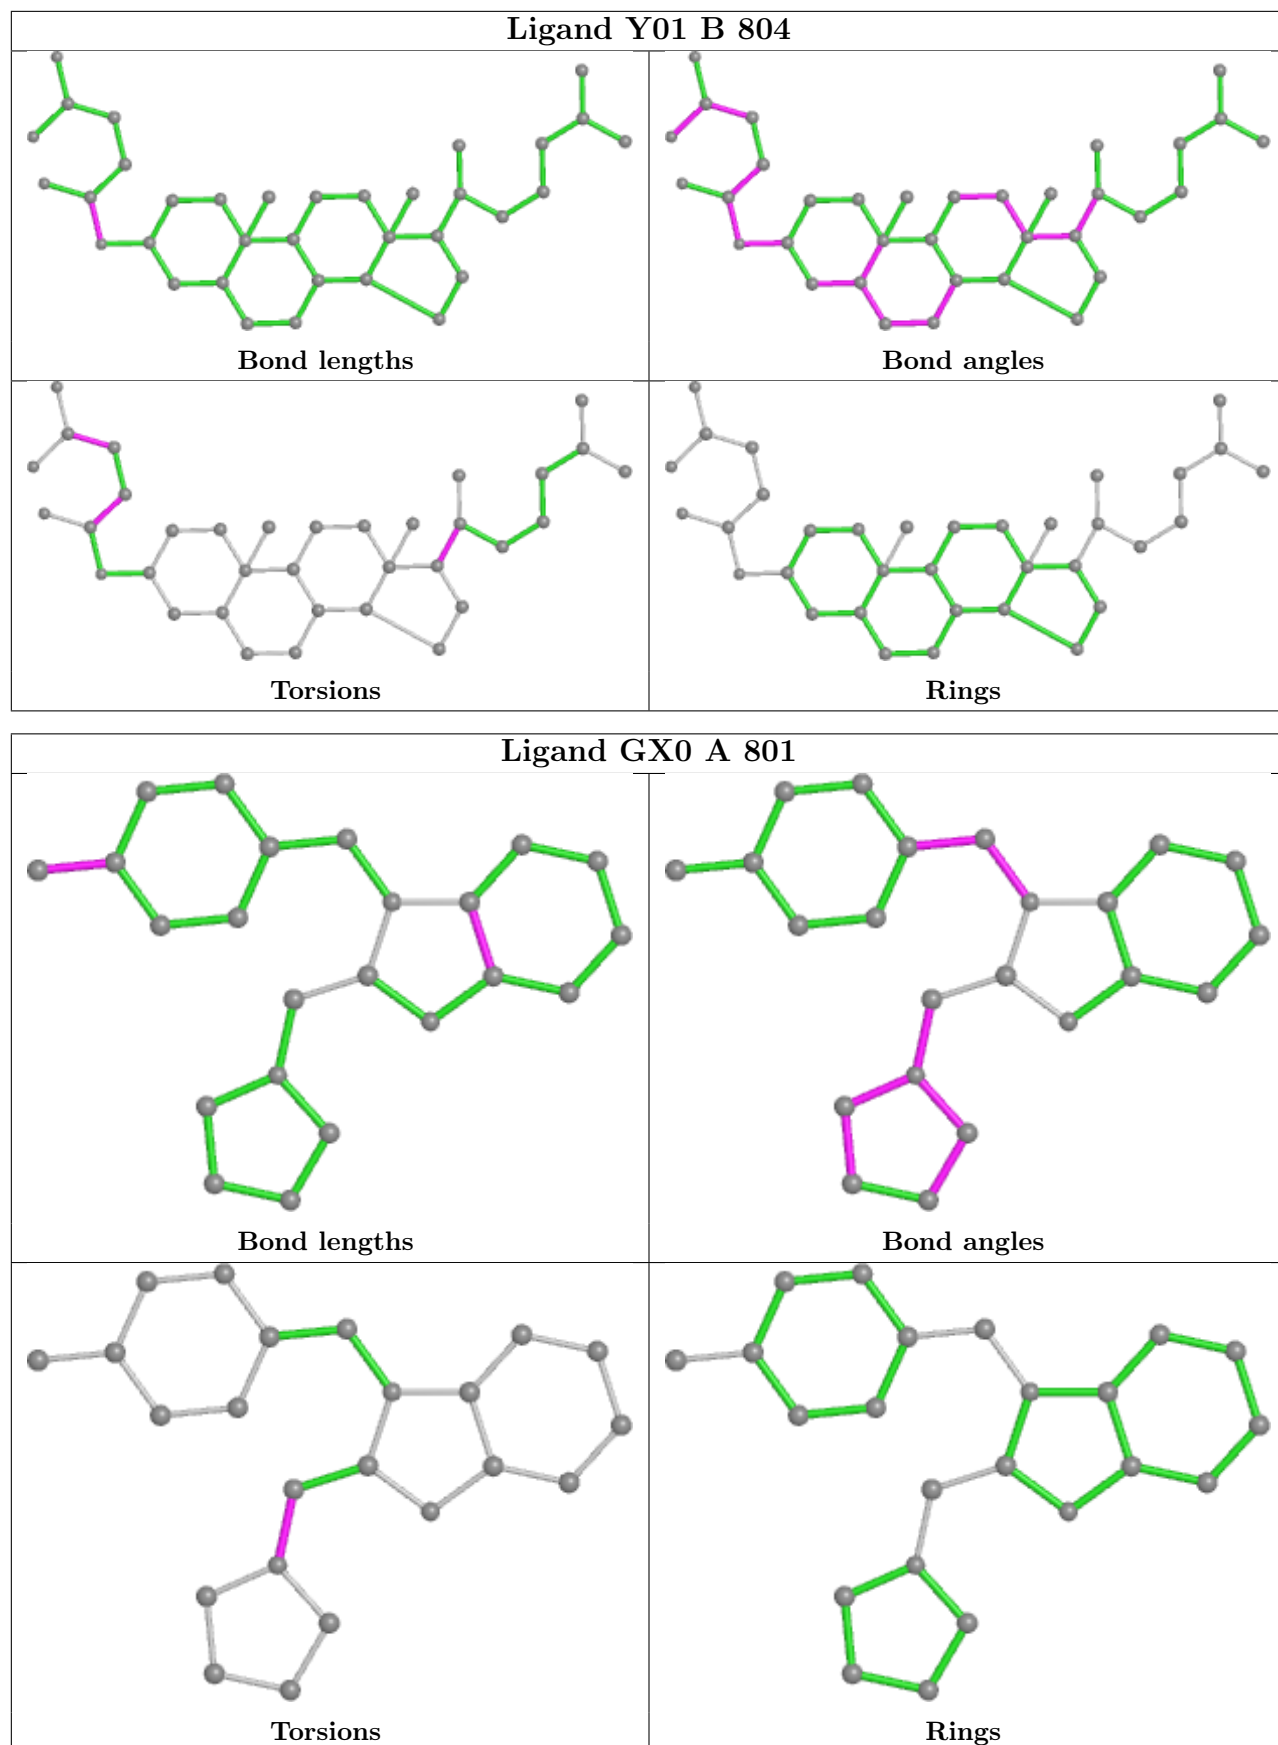 Ligand Y01 B 804
Bond lengths
Bond angles
Torsions
Rings
Ligand GX0 A 801
Bond lengths
Bond angles
Torsions
Rings